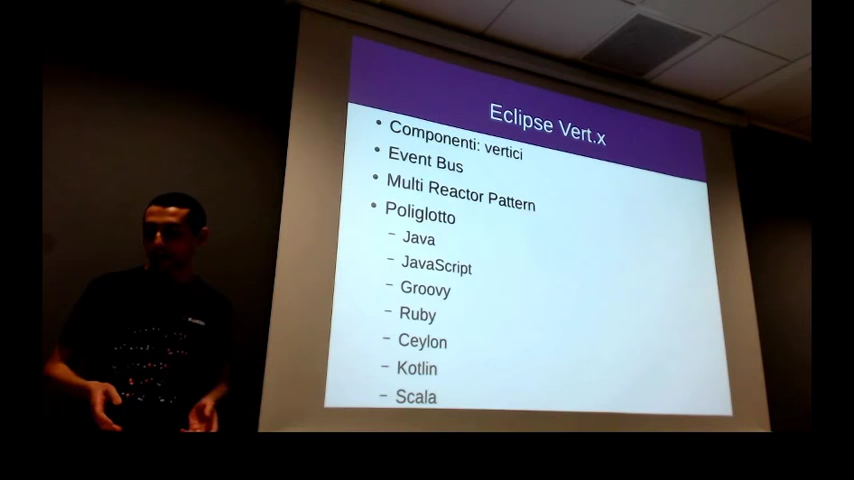 Eclipse Vert.x
• Componenti: vertici
• Event Bus
• Multi Reactor Pattern
• Poliglotto
– Java
– JavaScript
– Groovy
– Ruby
– Ceylon
– Kotlin
– Scala